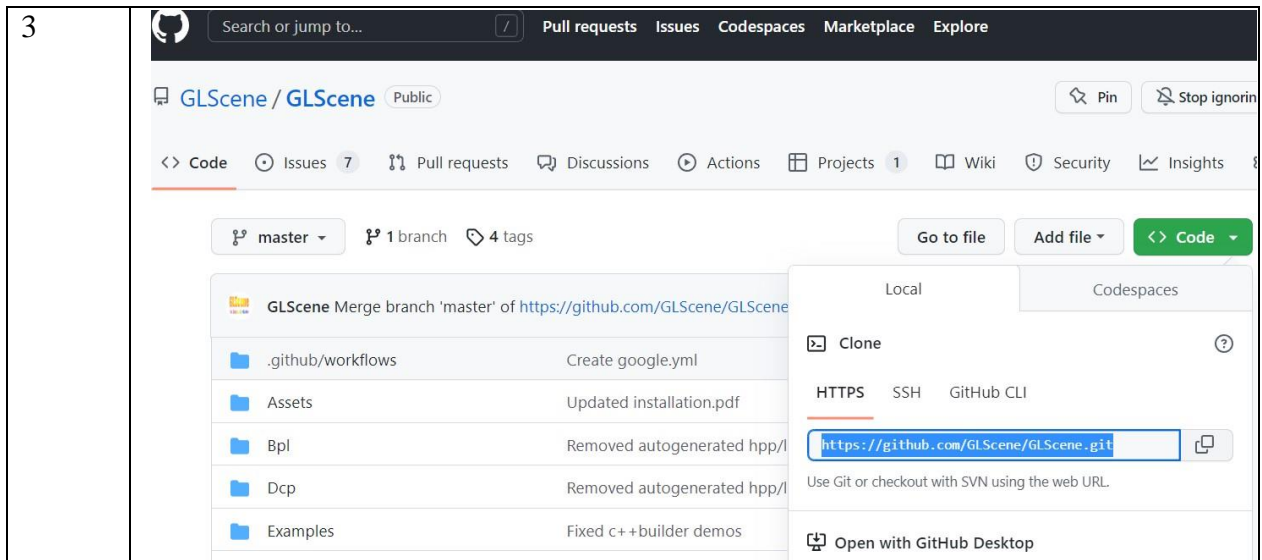 3
Search or jump to... / Pull requests Issues Codespaces Marketplace Explore
GLScene / GLScene Public Pin Stop ignorin
<> Code Issues 7 Pull requests Discussions Actions Projects 1 Wiki Security Insights
master 1 branch 4 tags Go to file Add file <> Code
Local Codespaces
GLScene Merge branch 'master' of https://github.com/GLScene/GLScene
Clone
.github/workflows Create google.yml
HTTPS SSH GitHub CLI
Assets Updated installation.pdf
https://github.com/GLScene/GLScene.git
Bpl Removed autogenerated hpp/l
Use Git or checkout with SVN using the web URL.
Dcp Removed autogenerated hpp/l
Examples Fixed c++builder demos
Open with GitHub Desktop